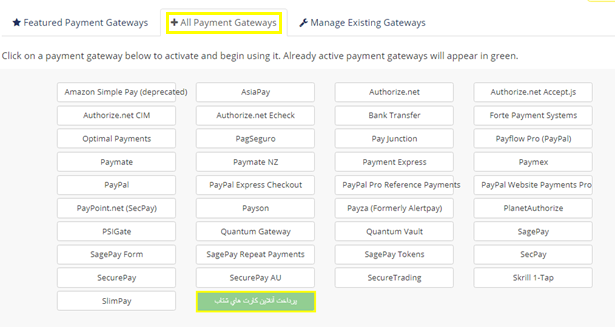 Featured Payment Gateways All Payment Gateways Manage Existing Gateways
Click on a payment gateway below to activate and begin using it. Already active payment gateways will appear in green.
Amazon Simple Pay (deprecated) AsiaPay Authorize.net Authorize.net Accept.js
Authorize.net CIM Authorize.net Echeck Bank Transfer Forte Payment Systems
Optimal Payments PagSeguro Pay Junction Payflow Pro (PayPal)
Paymate Paymate NZ Payment Express Paymex
PayPal PayPal Express Checkout PayPal Pro Reference Payments PayPal Website Payments Pro
PayPoint.net (SecPay) Payson Payza (Formerly Alertpay) PlanetAuthorize
PSIGate Quantum Gateway Quantum Vault SagePay
SagePay Form SagePay Repeat Payments SagePay Tokens SecPay
SecurePay SecurePay AU SecureTrading Skrill 1-Tap
SlimPay پرداخت آنلاین کارت های شتاب